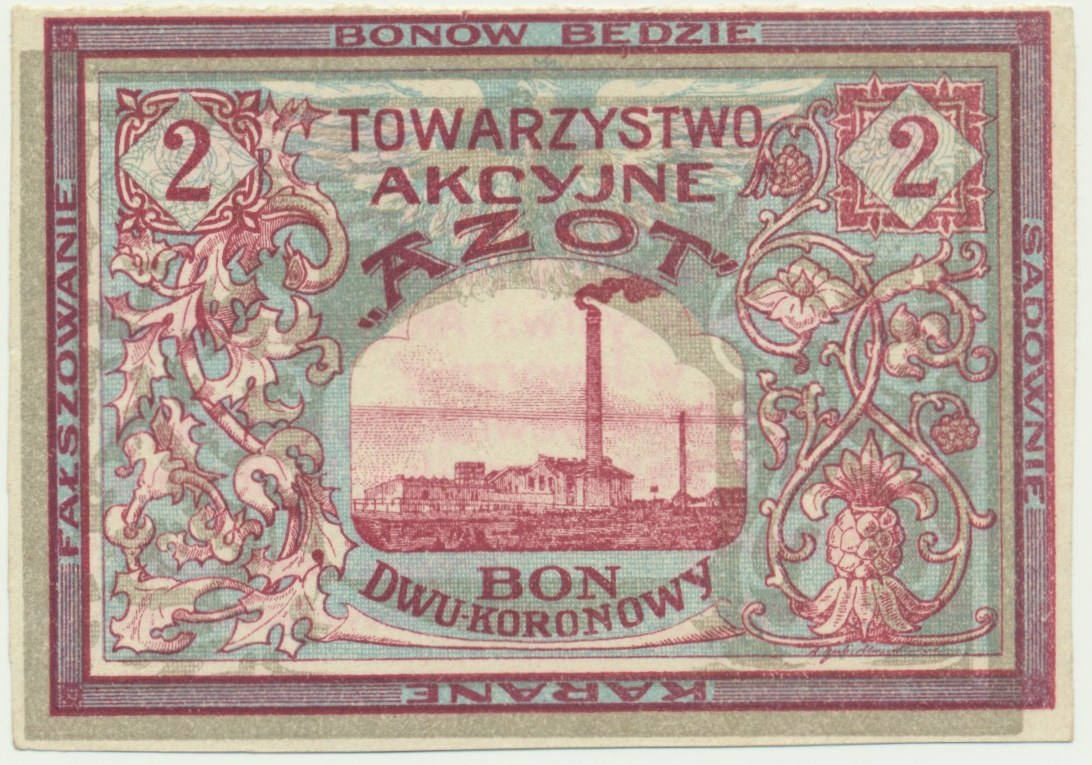 FAŁSZOWANIE
BONÓW BĘDZIE
SĄDOWNIE
KARANE
2
2
TOWARZYSTWO
AKCYJNE
"AZOT"
BON
DWU-KORONOWY